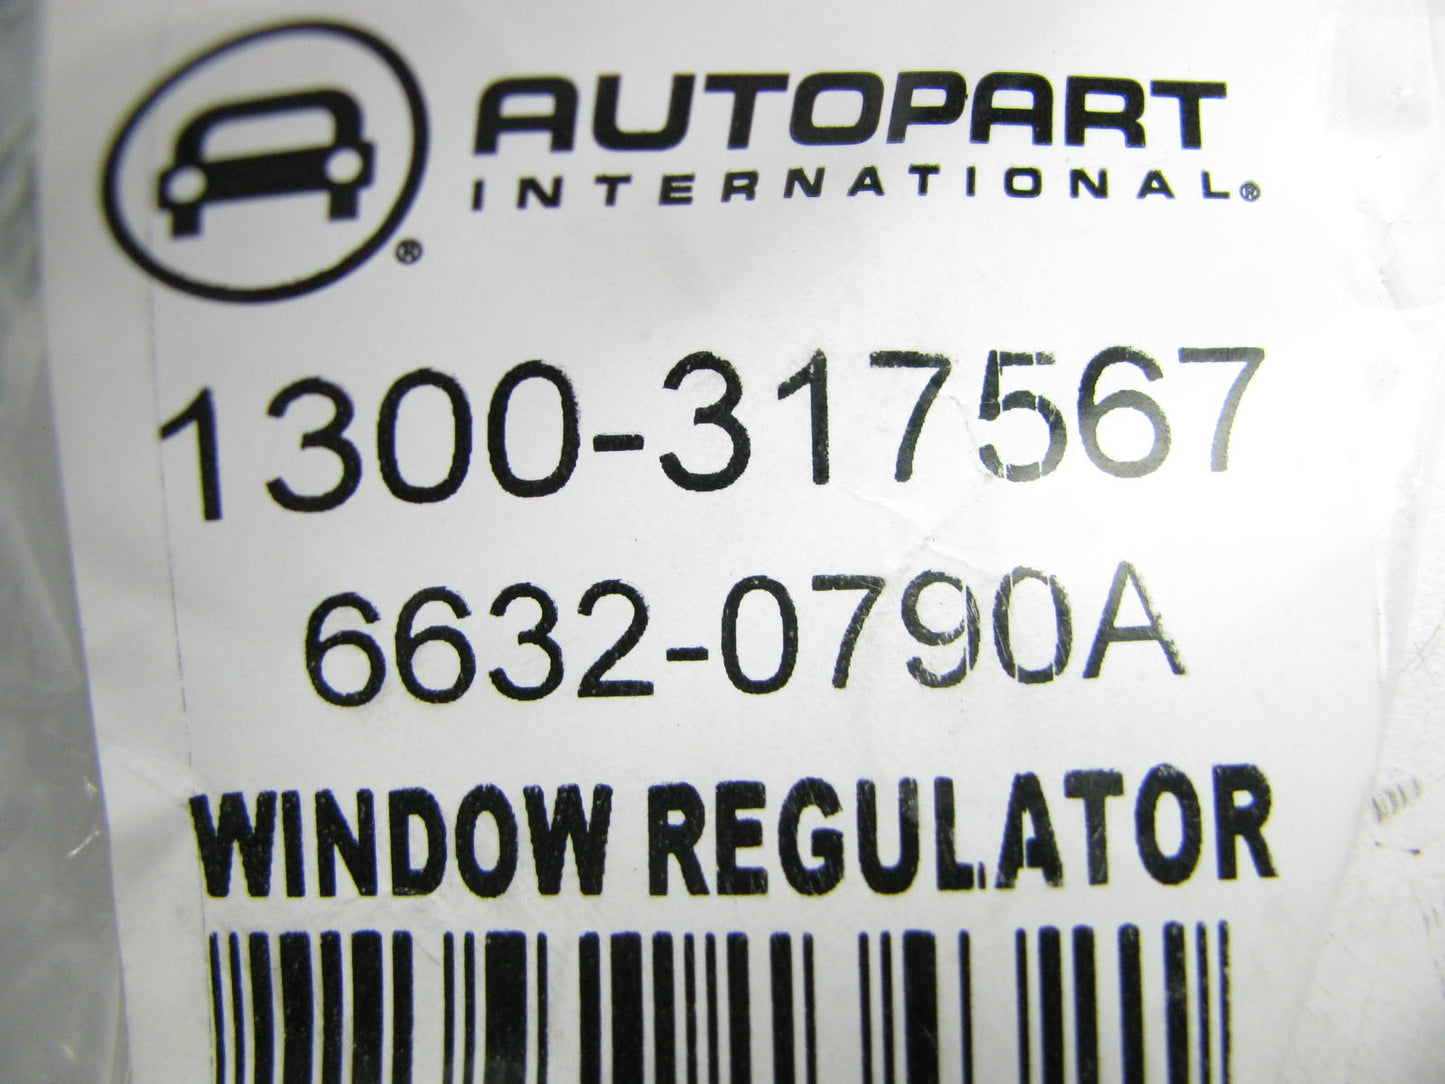 AUTOPART
INTERNATIONAL®
®
1300-317567
6632-0790A
WINDOW REGULATOR